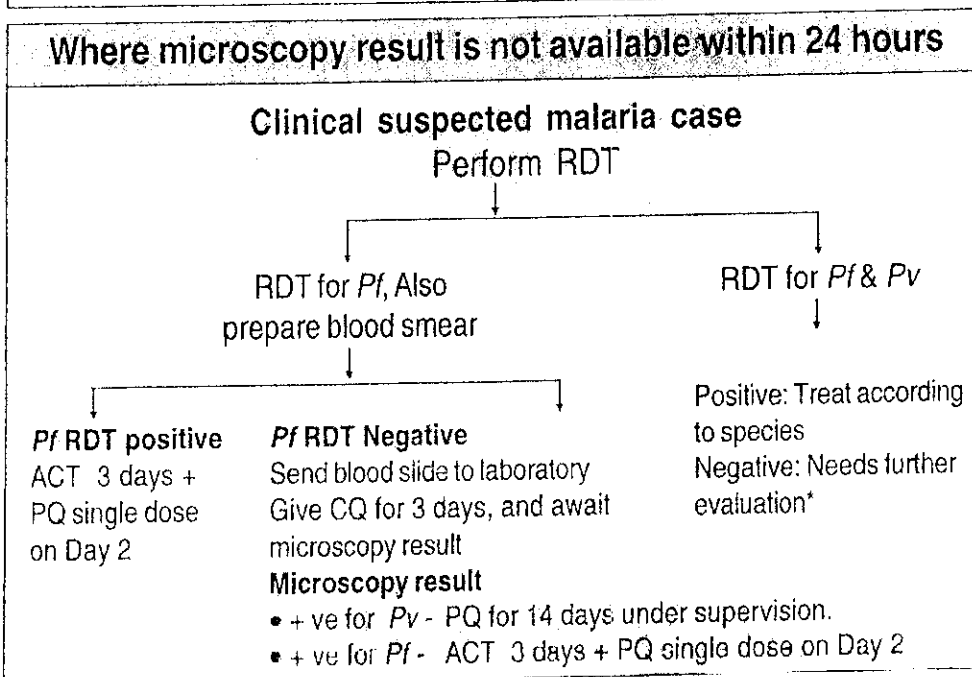 Where microscopy result is not available within 24 hours
Clinical suspected malaria case
Perform RDT
RDT for Pf, Also
prepare blood smear
RDT for Pf & Pv
Pf RDT positive
ACT 3 days +
PQ single dose
on Day 2
Pf RDT Negative
Send blood slide to laboratory
Give CQ for 3 days, and await
microscopy result
Microscopy result
• + ve for Pv - PQ for 14 days under supervision.
• + ve for Pf - ACT 3 days + PQ single dose on Day 2
Positive: Treat according
to species
Negative: Needs further
evaluation*